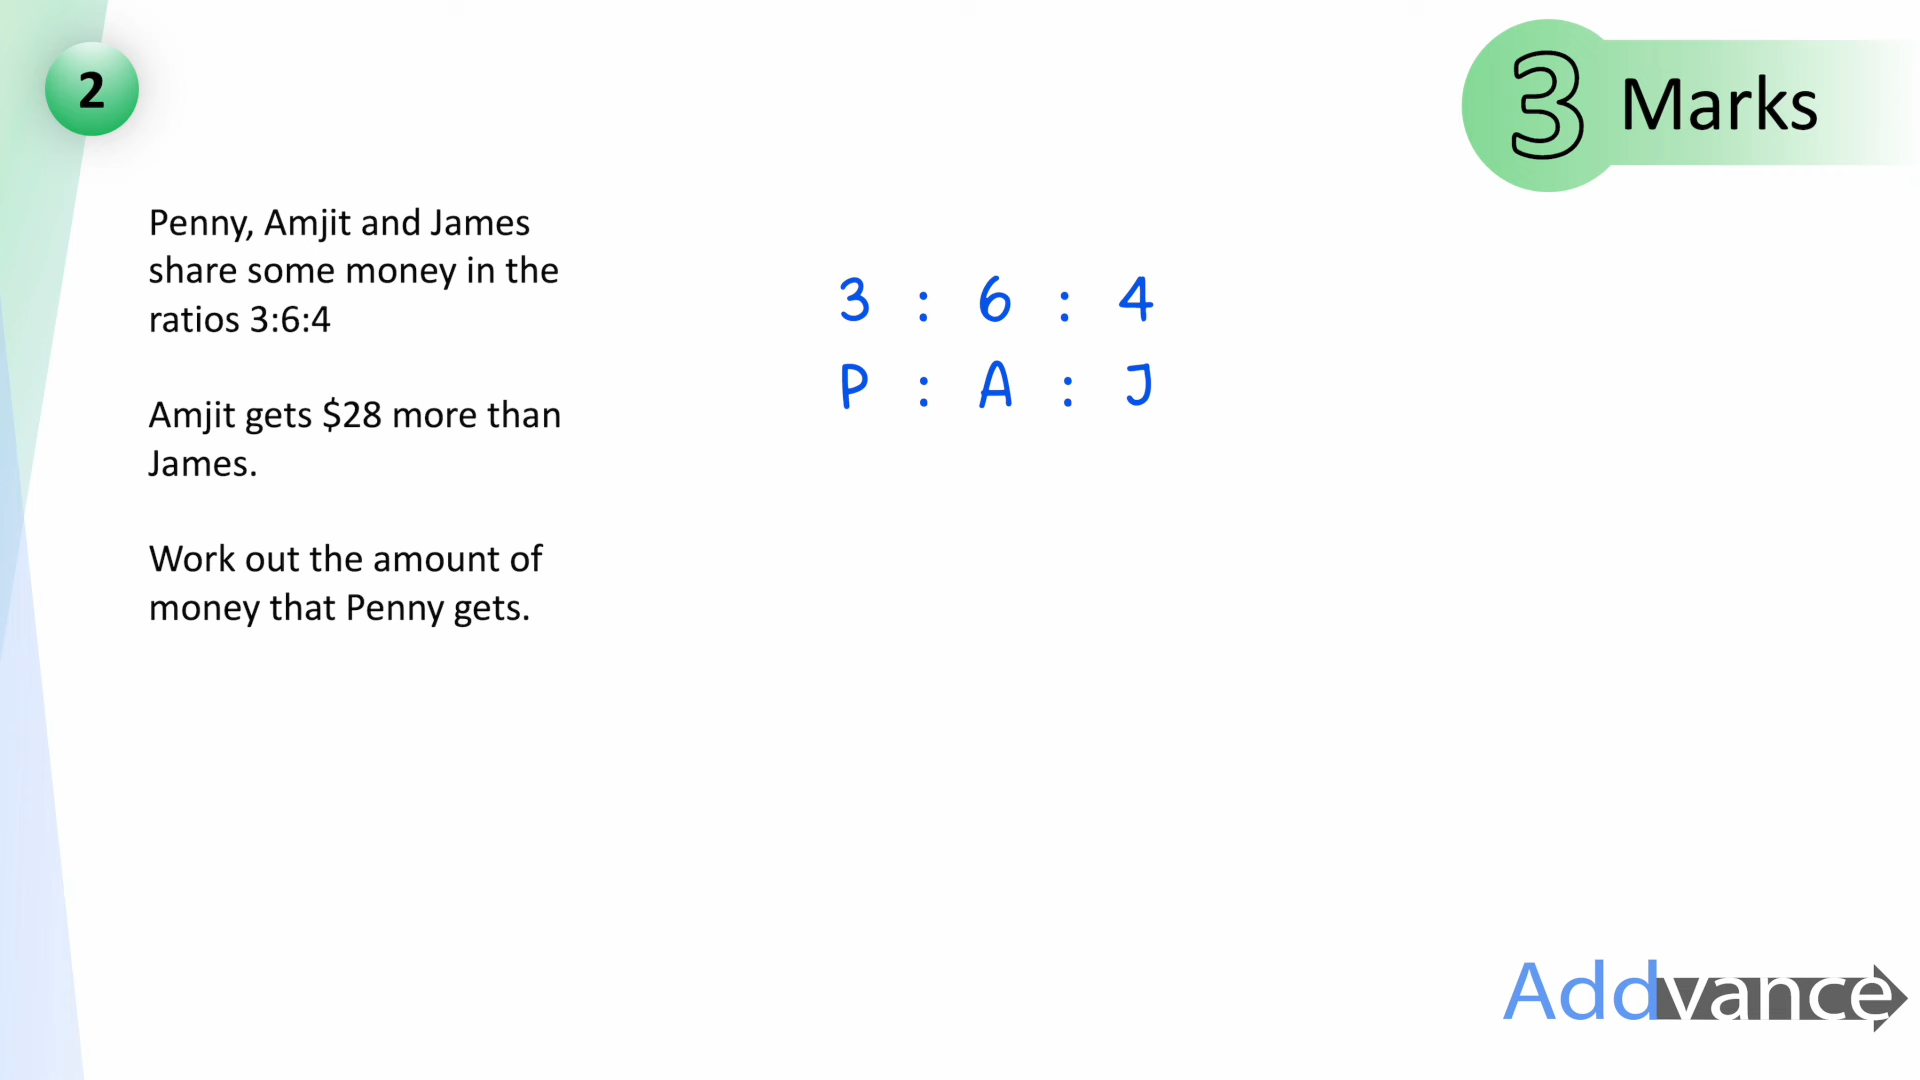 2
3 Marks
Penny, Amjit and James
share some money in the
ratios 3:6:4
Amjit gets $28 more than
James.
Work out the amount of
money that Penny gets.
3 : 6 : 4
P : A : J
Addvance